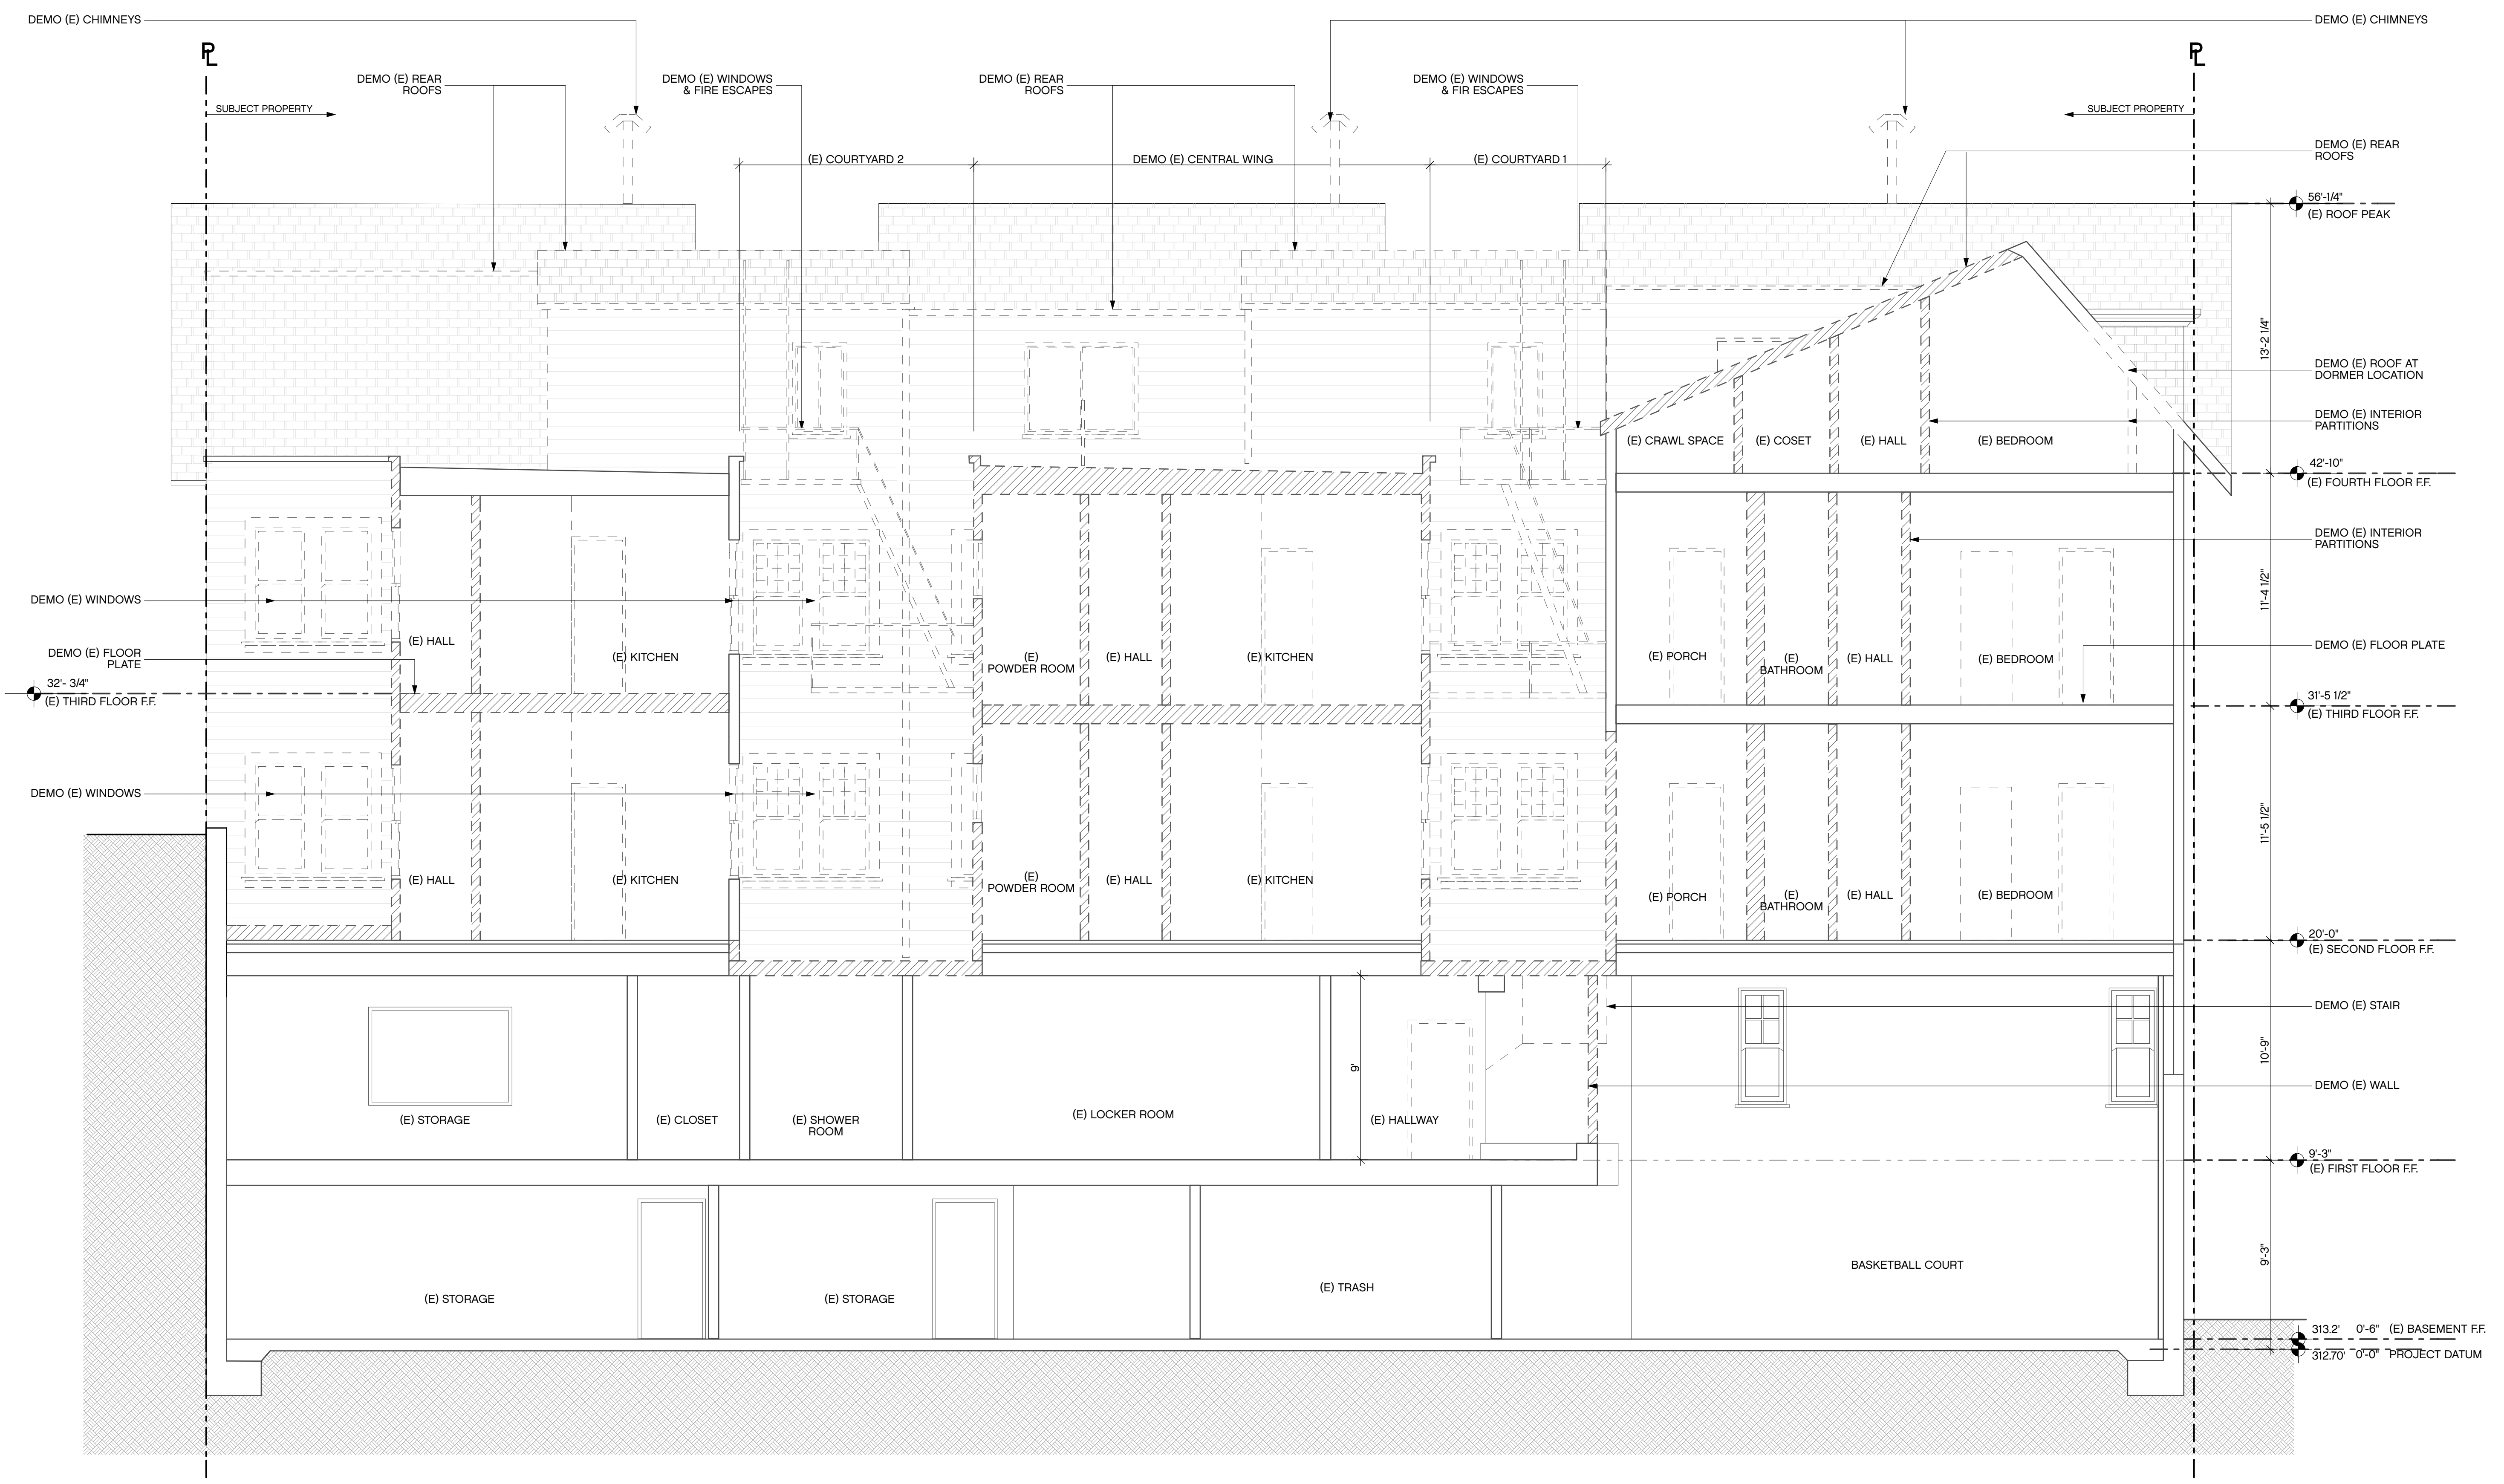 DEMO (E) CHIMNEYS
DEMO (E) CHIMNEYS
PL
PL
DEMO (E) REAR
ROOFS
DEMO (E) WINDOWS
& FIRE ESCAPES
DEMO (E) REAR
ROOFS
DEMO (E) WINDOWS
& FIR ESCAPES
SUBJECT PROPERTY
SUBJECT PROPERTY
DEMO (E) REAR
ROOFS
(E) COURTYARD 2
DEMO (E) CENTRAL WING
(E) COURTYARD 1
56'-1/4"
(E) ROOF PEAK
13'-2 1/4"
DEMO (E) ROOF AT
DORMER LOCATION
DEMO (E) INTERIOR
PARTITIONS
(E) CRAWL SPACE
(E) COSET
(E) HALL
(E) BEDROOM
42'-10"
(E) FOURTH FLOOR F.F.
DEMO (E) INTERIOR
PARTITIONS
11'-4 1/2"
DEMO (E) WINDOWS
(E) HALL
(E) KITCHEN
(E)
POWDER ROOM
(E) HALL
(E) KITCHEN
(E) PORCH
(E)
BATHROOM
(E) HALL
(E) BEDROOM
DEMO (E) FLOOR PLATE
DEMO (E) FLOOR
PLATE
32'- 3/4"
(E) THIRD FLOOR F.F.
31'-5 1/2"
(E) THIRD FLOOR F.F.
DEMO (E) WINDOWS
11'-5 1/2"
(E) HALL
(E) KITCHEN
(E)
POWDER ROOM
(E) HALL
(E) KITCHEN
(E) PORCH
(E)
BATHROOM
(E) HALL
(E) BEDROOM
20'-0"
(E) SECOND FLOOR F.F.
DEMO (E) STAIR
10'-9"
9'
DEMO (E) WALL
(E) STORAGE
(E) CLOSET
(E) SHOWER
ROOM
(E) LOCKER ROOM
(E) HALLWAY
9'-3"
(E) FIRST FLOOR F.F.
9'-3"
BASKETBALL COURT
(E) STORAGE
(E) STORAGE
(E) TRASH
313.2' 0'-6" (E) BASEMENT F.F.
312.70' 0'-0" PROJECT DATUM